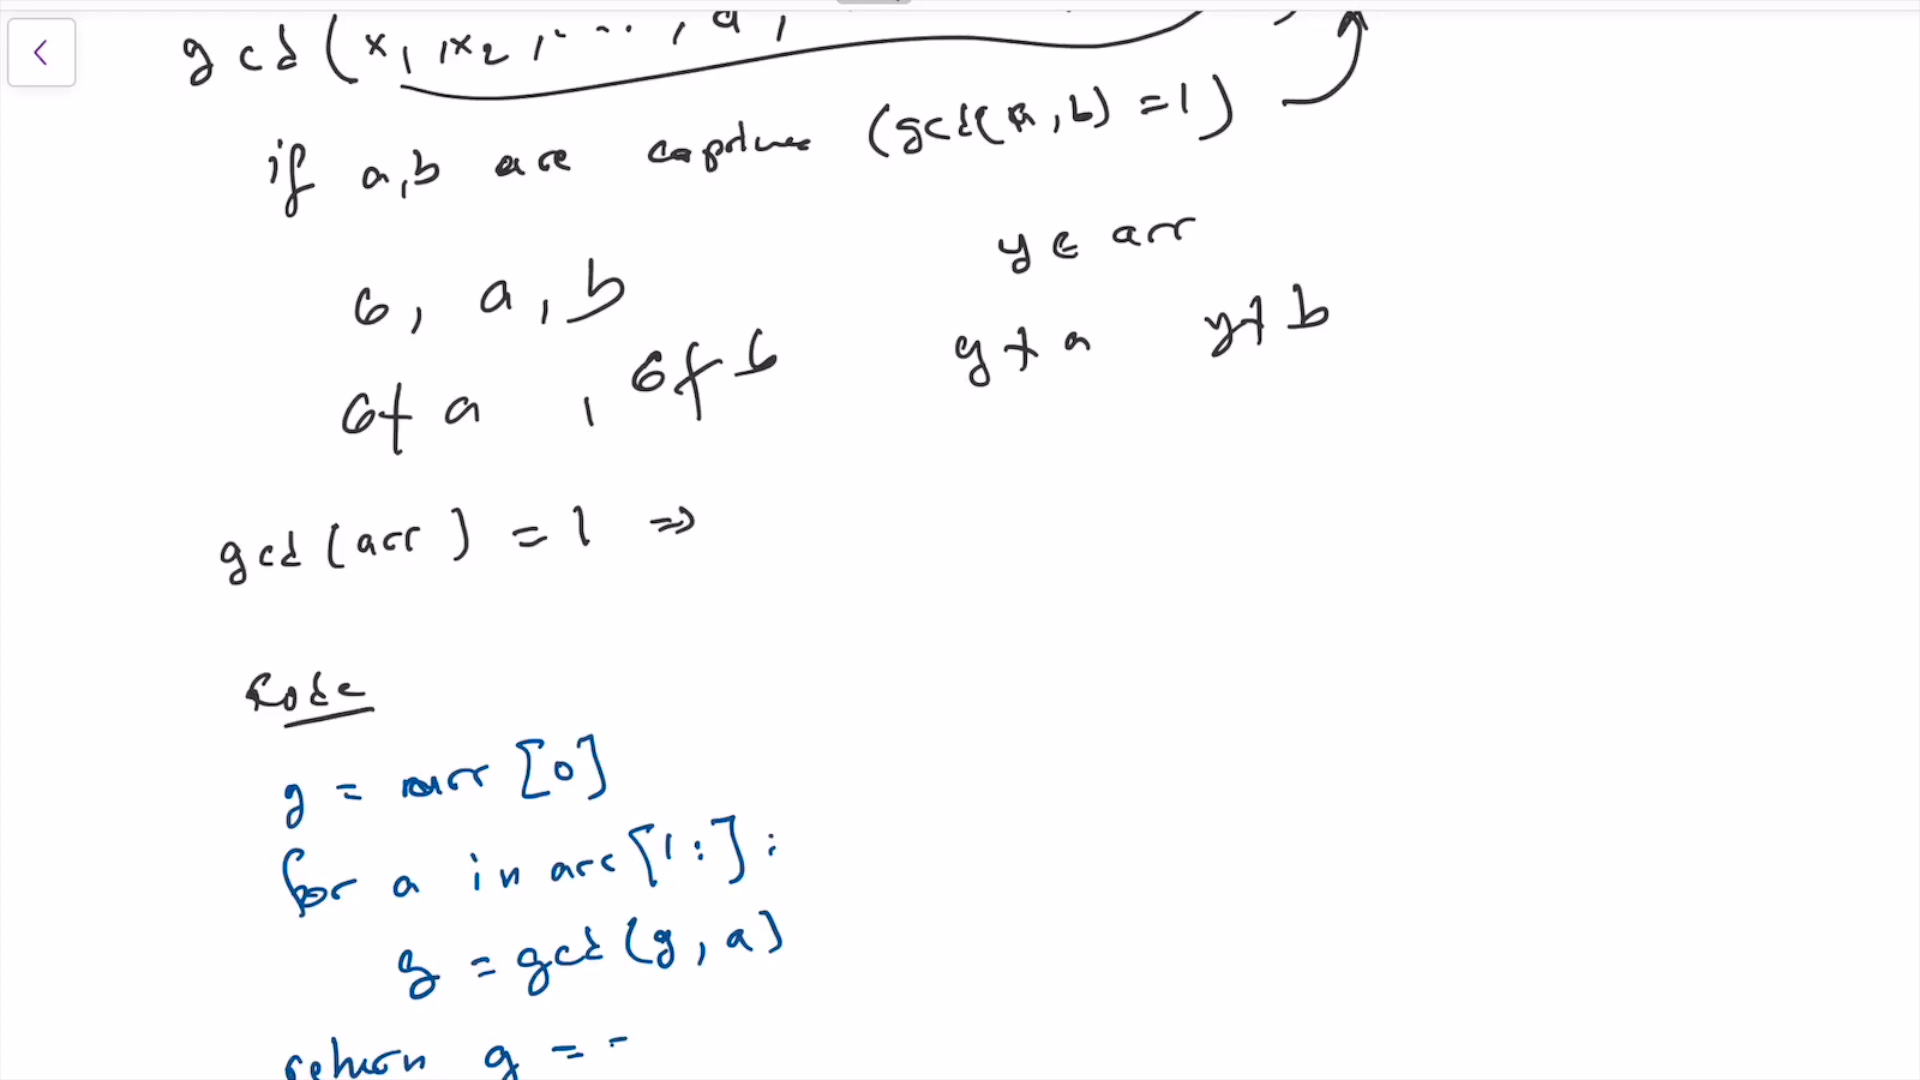 gcd (x1, x2, ..., a,
if a,b are coprimes (gcd(a,b) = 1)
y ∈ arr
6, a, b
y ∤ a y ∤ b
6 ∤ a , 6 ∤ b
gcd (arr) = 1 ⇒
Code
g = arr [0]
for a in arr [1:]:
g = gcd (g, a)
return g = -